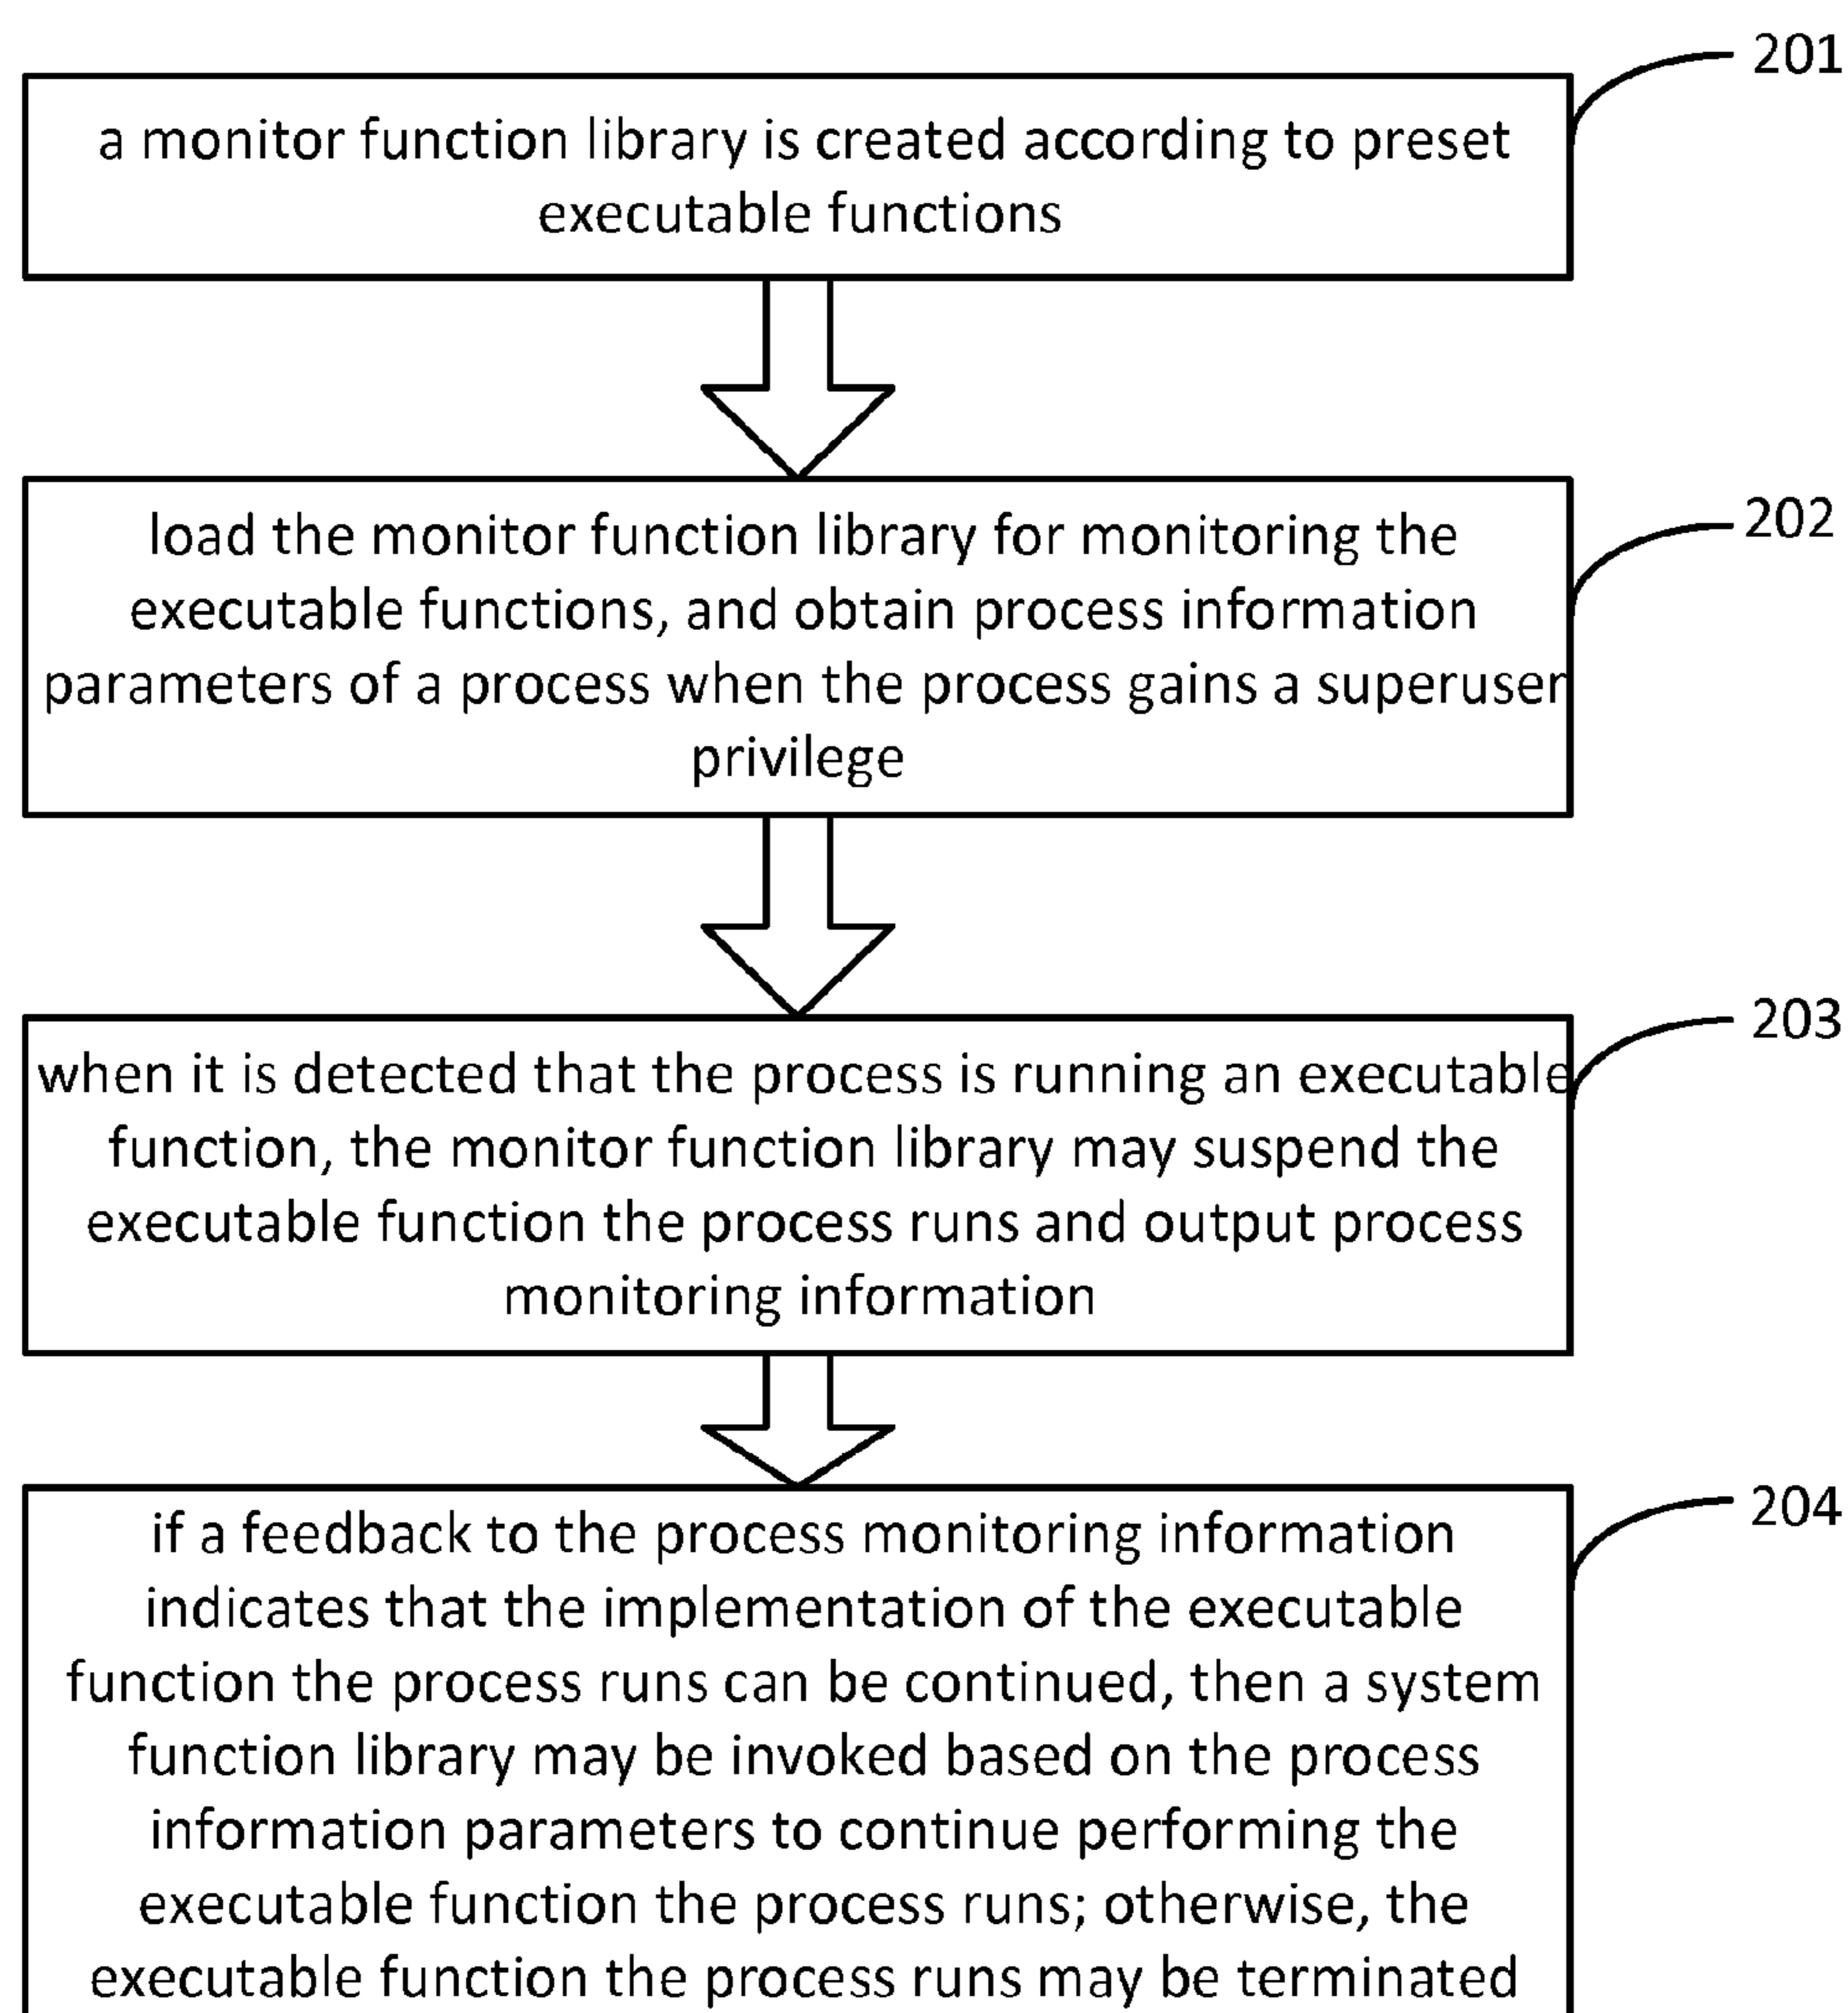 201
a monitor function library is created according to preset
executable functions
202
load the monitor function library for monitoring the
executable functions, and obtain process information
parameters of a process when the process gains a superuser
privilege
203
when it is detected that the process is running an executable
function, the monitor function library may suspend the
executable function the process runs and output process
monitoring information
204
if a feedback to the process monitoring information
indicates that the implementation of the executable
function the process runs can be continued, then a system
function library may be invoked based on the process
information parameters to continue performing the
executable function the process runs; otherwise, the
executable function the process runs may be terminated